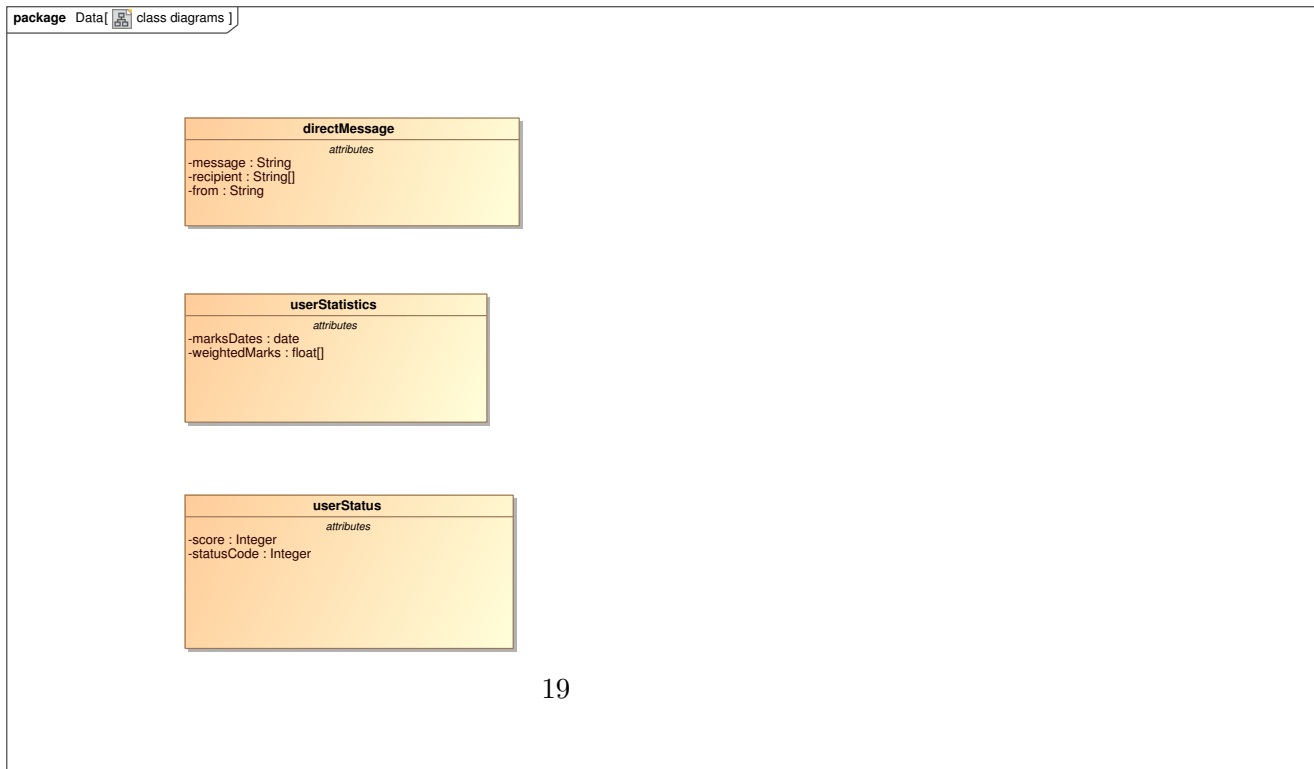 package Data[ class diagrams ]
directMessage
attributes
-message : String
-recipient : String[]
-from : String
userStatistics
attributes
-marksDates : date
-weightedMarks : float[]
userStatus
attributes
-score : Integer
-statusCode : Integer
19